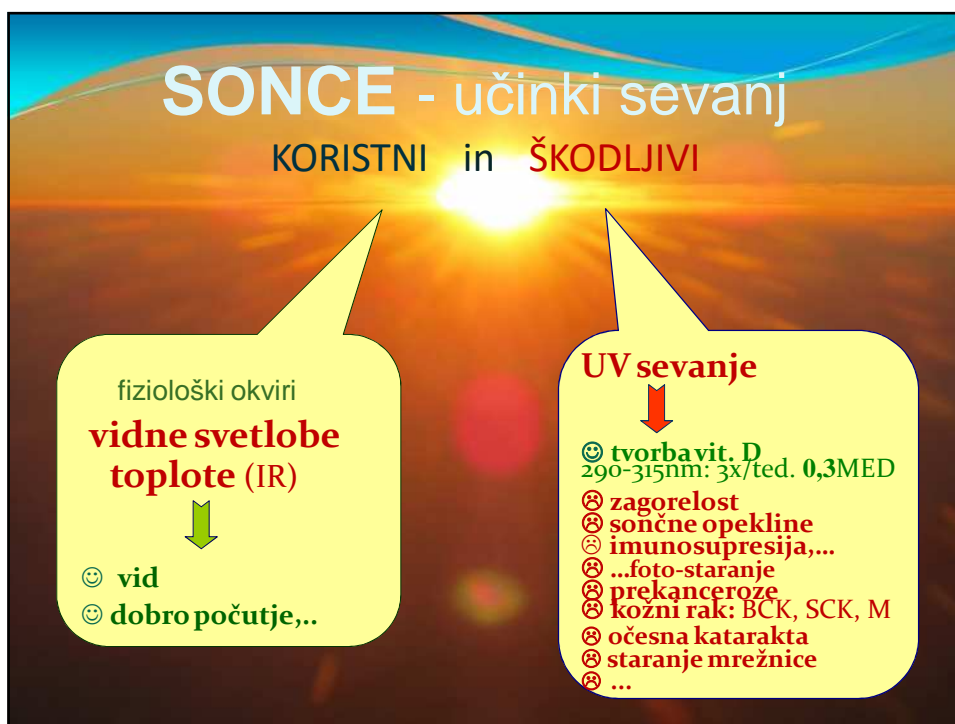 SONCE - učinki sevanj
KORISTNI in ŠKODLJIVI
fiziološki okviri
vidne svetlobe
toplote (IR)
☺ vid
☺ dobro počutje,..
UV sevanje
☺ tvorba vit. D
290-315nm: 3x/ted. 0,3MED
☹ zagorelost
☹ sončne opekline
☹ imunosupresija,...
☹ ...foto-staranje
☹ prekanceroze
☹ kožni rak: BCK, SCK, M
☹ očesna katarakta
☹ staranje mrežnice
☹ ...